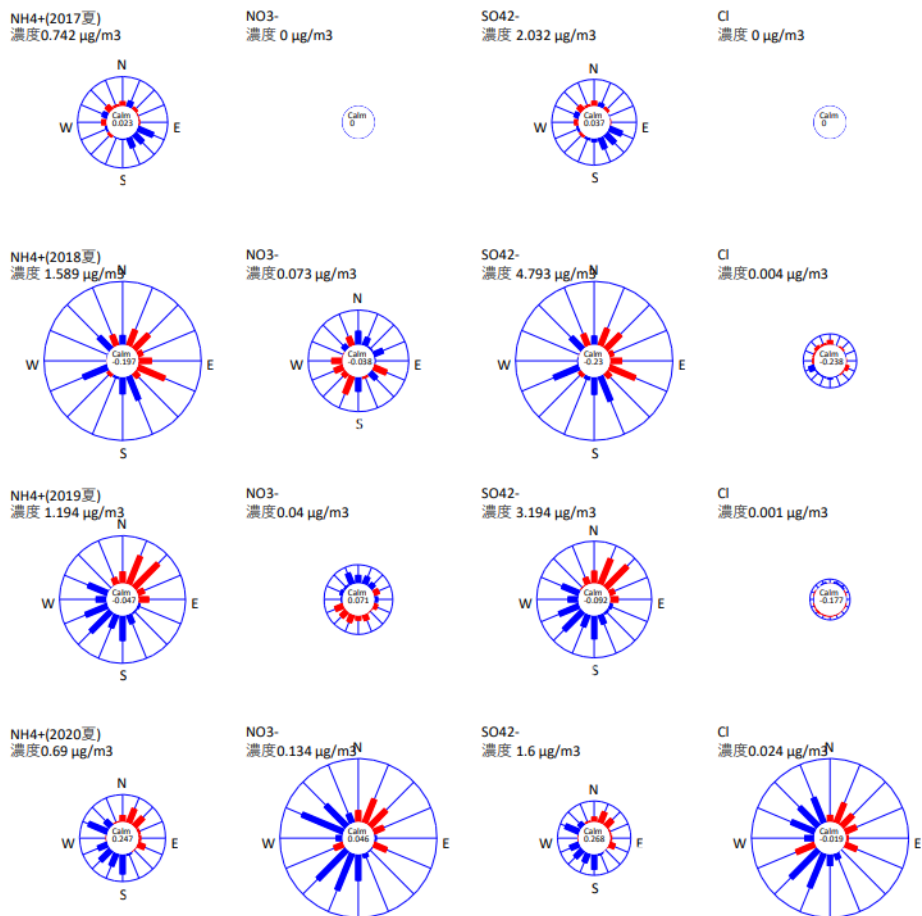 NH4+(2017夏)
濃度0.742 µg/m3
NO3-
濃度 0 µg/m3
SO42-
濃度 2.032 µg/m3
Cl
濃度 0 µg/m3
N
W
Calm
0.023
E
S
Calm
0
N
W
Calm
0.037
E
S
Calm
0
NH4+(2018夏)
濃度 1.589 µg/m3
NO3-
濃度0.073 µg/m3
SO42-
濃度 4.793 µg/m3
Cl
濃度0.004 µg/m3
N
W
Calm
-0.197
E
S
N
W
Calm
-0.038
E
S
N
W
Calm
-0.23
E
S
Calm
-0.238
NH4+(2019夏)
濃度 1.194 µg/m3
NO3-
濃度0.04 µg/m3
SO42-
濃度 3.194 µg/m3
Cl
濃度0.001 µg/m3
N
W
Calm
-0.047
E
S
Calm
0.071
N
W
Calm
-0.092
E
S
Calm
-0.177
NH4+(2020夏)
濃度0.69 µg/m3
NO3-
濃度0.134 µg/m3
SO42-
濃度 1.6 µg/m3
Cl
濃度0.024 µg/m3
N
W
Calm
0.247
E
S
N
W
Calm
0.046
E
N
W
Calm
0.268
E
S
N
W
Calm
-0.019
E